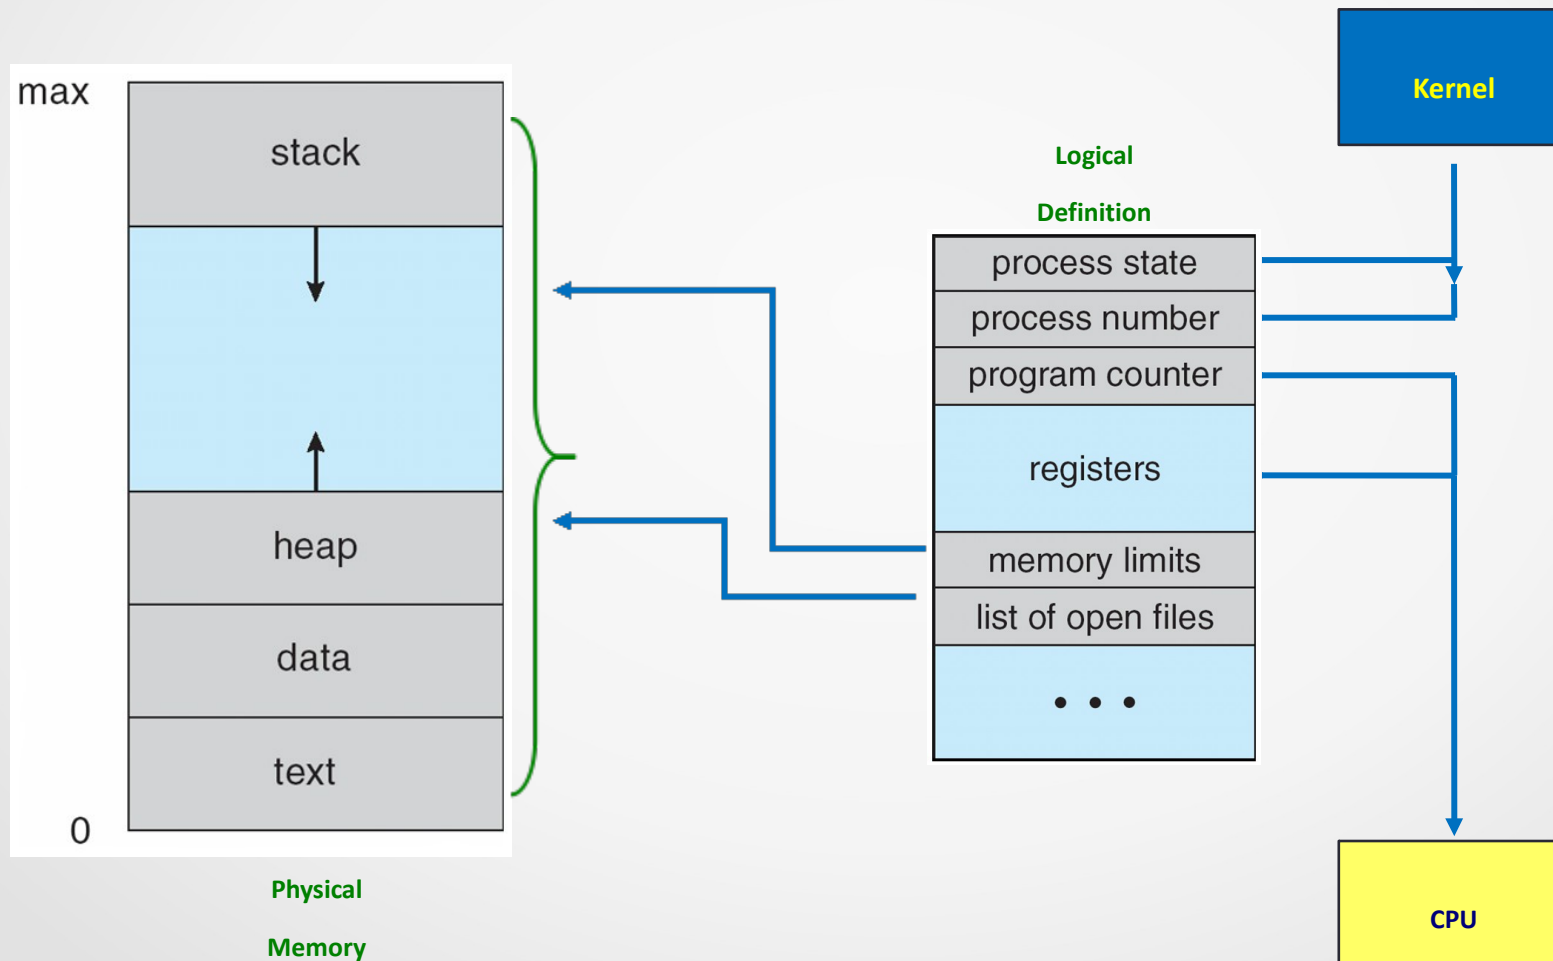 max
stack
heap
data
text
0
Physical
Memory
Logical
Definition
process state
process number
program counter
registers
memory limits
list of open files
• • •
Kernel
CPU